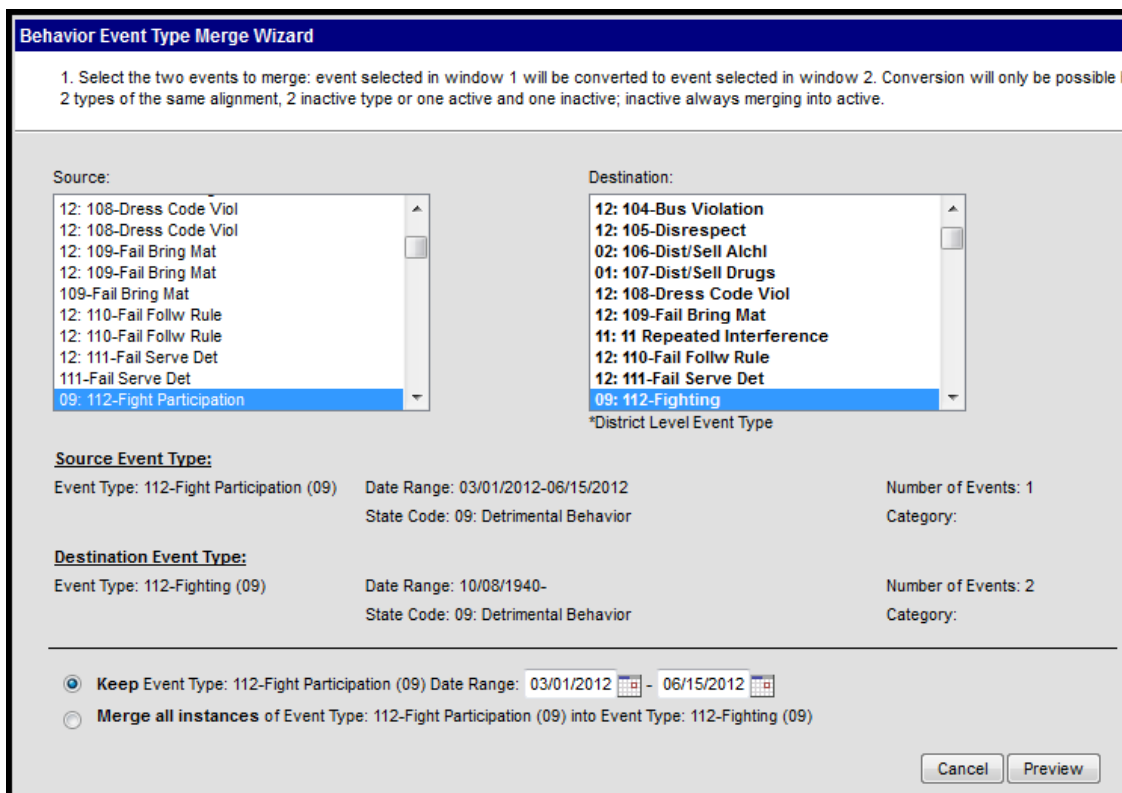 Behavior Event Type Merge Wizard
1. Select the two events to merge: event selected in window 1 will be converted to event selected in window 2. Conversion will only be possible
2 types of the same alignment, 2 inactive type or one active and one inactive; inactive always merging into active.
Source:
12: 108-Dress Code Viol
12: 108-Dress Code Viol
12: 109-Fail Bring Mat
12: 109-Fail Bring Mat
109-Fail Bring Mat
12: 110-Fail Follw Rule
12: 110-Fail Follw Rule
12: 111-Fail Serve Det
111-Fail Serve Det
09: 112-Fight Participation
Destination:
12: 104-Bus Violation
12: 105-Disrespect
02: 106-Dist/Sell Alchl
01: 107-Dist/Sell Drugs
12: 108-Dress Code Viol
12: 109-Fail Bring Mat
11: 11 Repeated Interference
12: 110-Fail Follw Rule
12: 111-Fail Serve Det
09: 112-Fighting
*District Level Event Type
Source Event Type:
Event Type: 112-Fight Participation (09) Date Range: 03/01/2012-06/15/2012 Number of Events: 1
State Code: 09: Detrimental Behavior Category:
Destination Event Type:
Event Type: 112-Fighting (09) Date Range: 10/08/1940- Number of Events: 2
State Code: 09: Detrimental Behavior Category:
Keep Event Type: 112-Fight Participation (09) Date Range: 03/01/2012 - 06/15/2012
Merge all instances of Event Type: 112-Fight Participation (09) into Event Type: 112-Fighting (09)
Cancel Preview